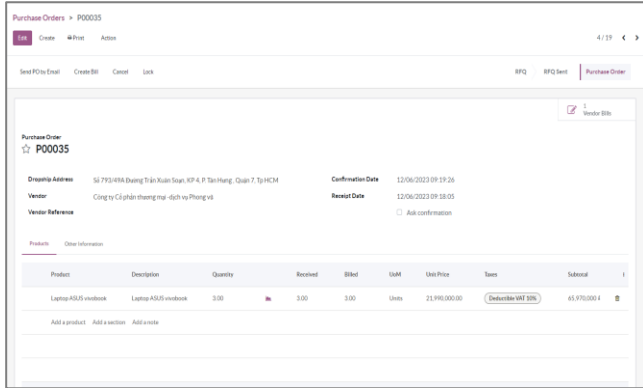 Purchase Orders > P00035
Edit Create Print Action 4 / 19
Send PO by Email Create Bill Cancel Lock RFQ RFQ Sent Purchase Order
1
Vendor Bills
Purchase Order
P00035
Dropship Address Số 793/49A Đường Trần Xuân Soạn, KP 4, P. Tân Hưng , Quận 7, Tp HCM Confirmation Date 12/06/2023 09:19:26
Vendor Công ty Cổ phần thương mại -dịch vụ Phong vũ Receipt Date 12/06/2023 09:18:05
Vendor Reference Ask confirmation
Products Other Information
Product Description Quantity Received Billed UoM Unit Price Taxes Subtotal
Laptop ASUS vivobook Laptop ASUS vivobook 3.00 3.00 3.00 Units 21,990,000.00 Deductible VAT 10% 65,970,000
Add a product Add a section Add a note